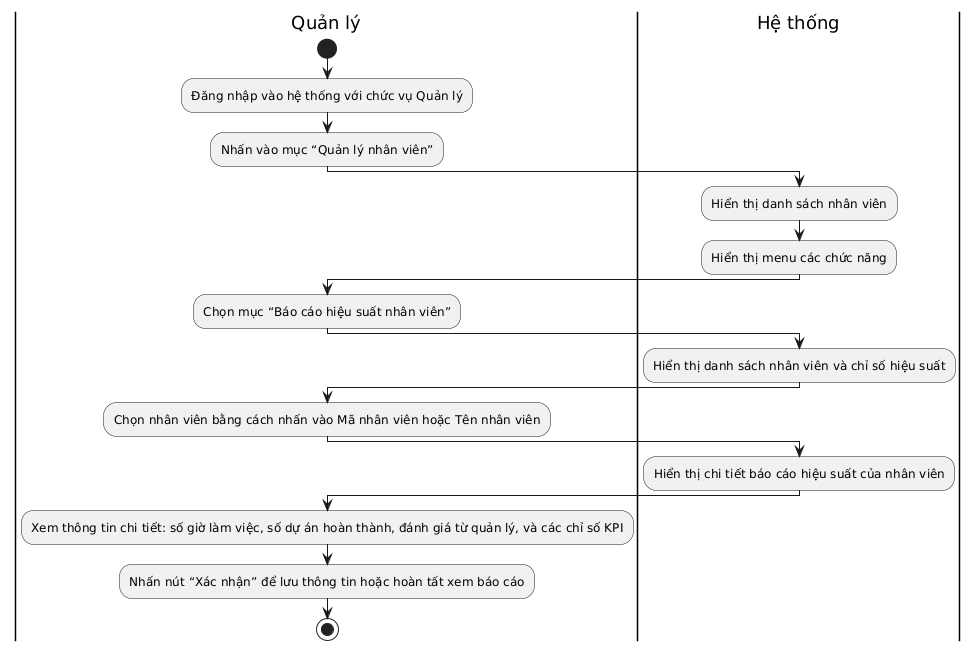 Quản lý
Hệ thống
Đăng nhập vào hệ thống với chức vụ Quản lý
Nhấn vào mục “Quản lý nhân viên”
Hiển thị danh sách nhân viên
Hiển thị menu các chức năng
Chọn mục “Báo cáo hiệu suất nhân viên”
Hiển thị danh sách nhân viên và chỉ số hiệu suất
Chọn nhân viên bằng cách nhấn vào Mã nhân viên hoặc Tên nhân viên
Hiển thị chi tiết báo cáo hiệu suất của nhân viên
Xem thông tin chi tiết: số giờ làm việc, số dự án hoàn thành, đánh giá từ quản lý, và các chỉ số KPI
Nhấn nút “Xác nhận” để lưu thông tin hoặc hoàn tất xem báo cáo